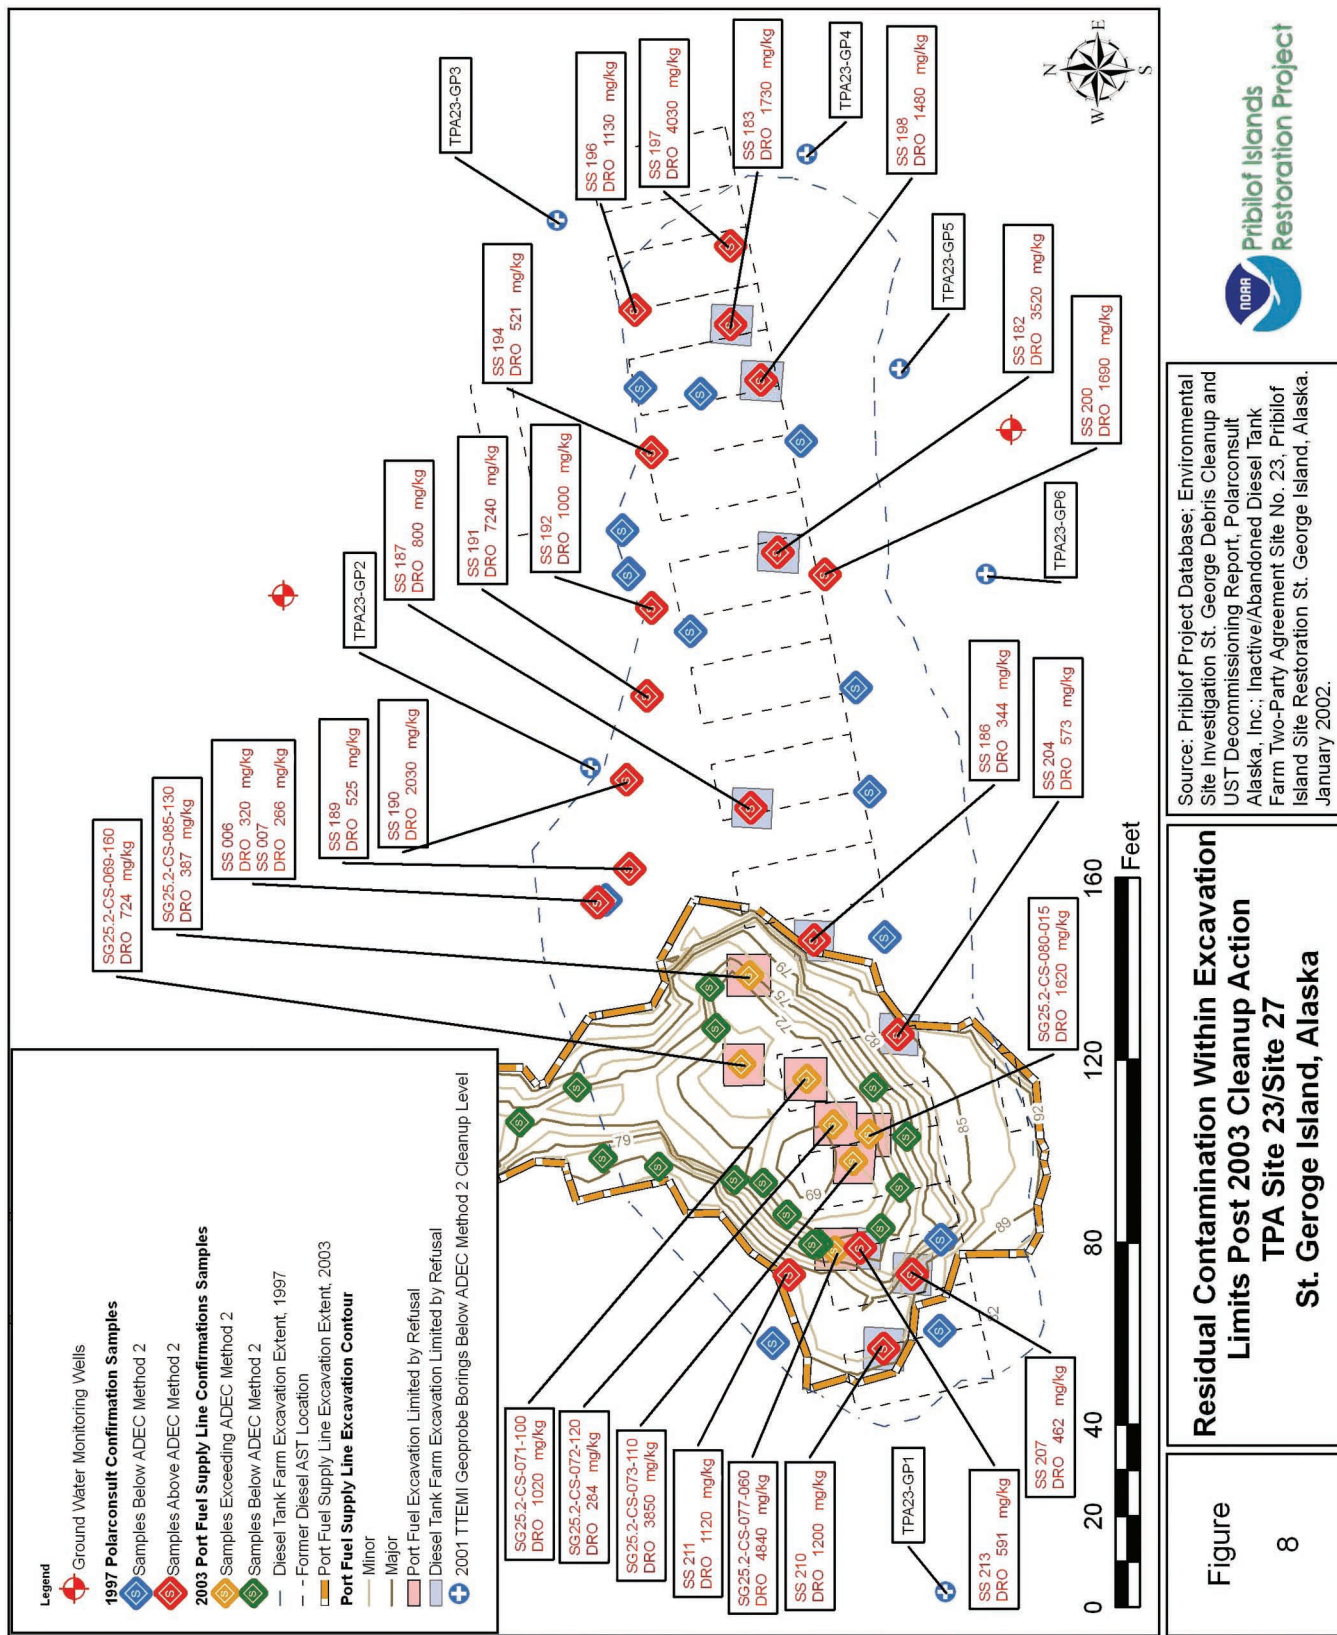 Legend
Ground Water Monitoring Wells
1997 Polarconsult Confirmation Samples
Samples Below ADEC Method 2
Samples Above ADEC Method 2
2003 Port Fuel Supply Line Confirmations Samples
Samples Exceeding ADEC Method 2
Samples Below ADEC Method 2
Diesel Tank Farm Excavation Extent, 1997
Former Diesel AST Location
Port Fuel Supply Line Excavation Extent, 2003
Port Fuel Supply Line Excavation Contour
Minor
Major
Port Fuel Excavation Limited by Refusal
Diesel Tank Farm Excavation Limited by Refusal
2001 TTEMI Geoprobe Borings Below ADEC Method 2 Cleanup Level
SG25.2-CS-069-160
DRO 724 mg/kg
SG25.2-CS-085-130
DRO 387 mg/kg
SS 006
DRO 320 mg/kg
SS 007
DRO 266 mg/kg
SS 189
DRO 525 mg/kg
SS 190
DRO 2030 mg/kg
TPA23-GP2
SS 187
DRO 800 mg/kg
SS 191
DRO 7240 mg/kg
SS 192
DRO 1000 mg/kg
SS 194
DRO 521 mg/kg
TPA23-GP3
SS 196
DRO 1130 mg/kg
SS 197
DRO 4030 mg/kg
SS 183
DRO 1730 mg/kg
TPA23-GP4
SS 198
DRO 1480 mg/kg
TPA23-GP5
SS 182
DRO 3520 mg/kg
SS 200
DRO 1690 mg/kg
TPA23-GP6
SS 186
DRO 344 mg/kg
SS 204
DRO 573 mg/kg
SG25.2-CS-080-015
DRO 1620 mg/kg
SG25.2-CS-071-100
DRO 1020 mg/kg
SG25.2-CS-072-120
DRO 284 mg/kg
SG25.2-CS-073-110
DRO 3850 mg/kg
SS 211
DRO 1120 mg/kg
SG25.2-CS-077-060
DRO 4840 mg/kg
SS 210
DRO 1200 mg/kg
TPA23-GP1
SS 213
DRO 591 mg/kg
SS 207
DRO 462 mg/kg
79
79
75
72
69
82
85
92
89
82
N
W
E
S
0 20 40 80 120 160
Feet
Figure
8
Residual Contamination Within Excavation
Limits Post 2003 Cleanup Action
TPA Site 23/Site 27
St. Geroge Island, Alaska
Source: Pribilof Project Database; Environmental
Site Investigation St. George Debris Cleanup and
UST Decommissioning Report, Polarconsult
Alaska, Inc.; Inactive/Abandoned Diesel Tank
Farm Two-Party Agreement Site No. 23, Pribilof
Island Site Restoration St. George Island, Alaska.
January 2002.
NOAA
Pribilof Islands
Restoration Project